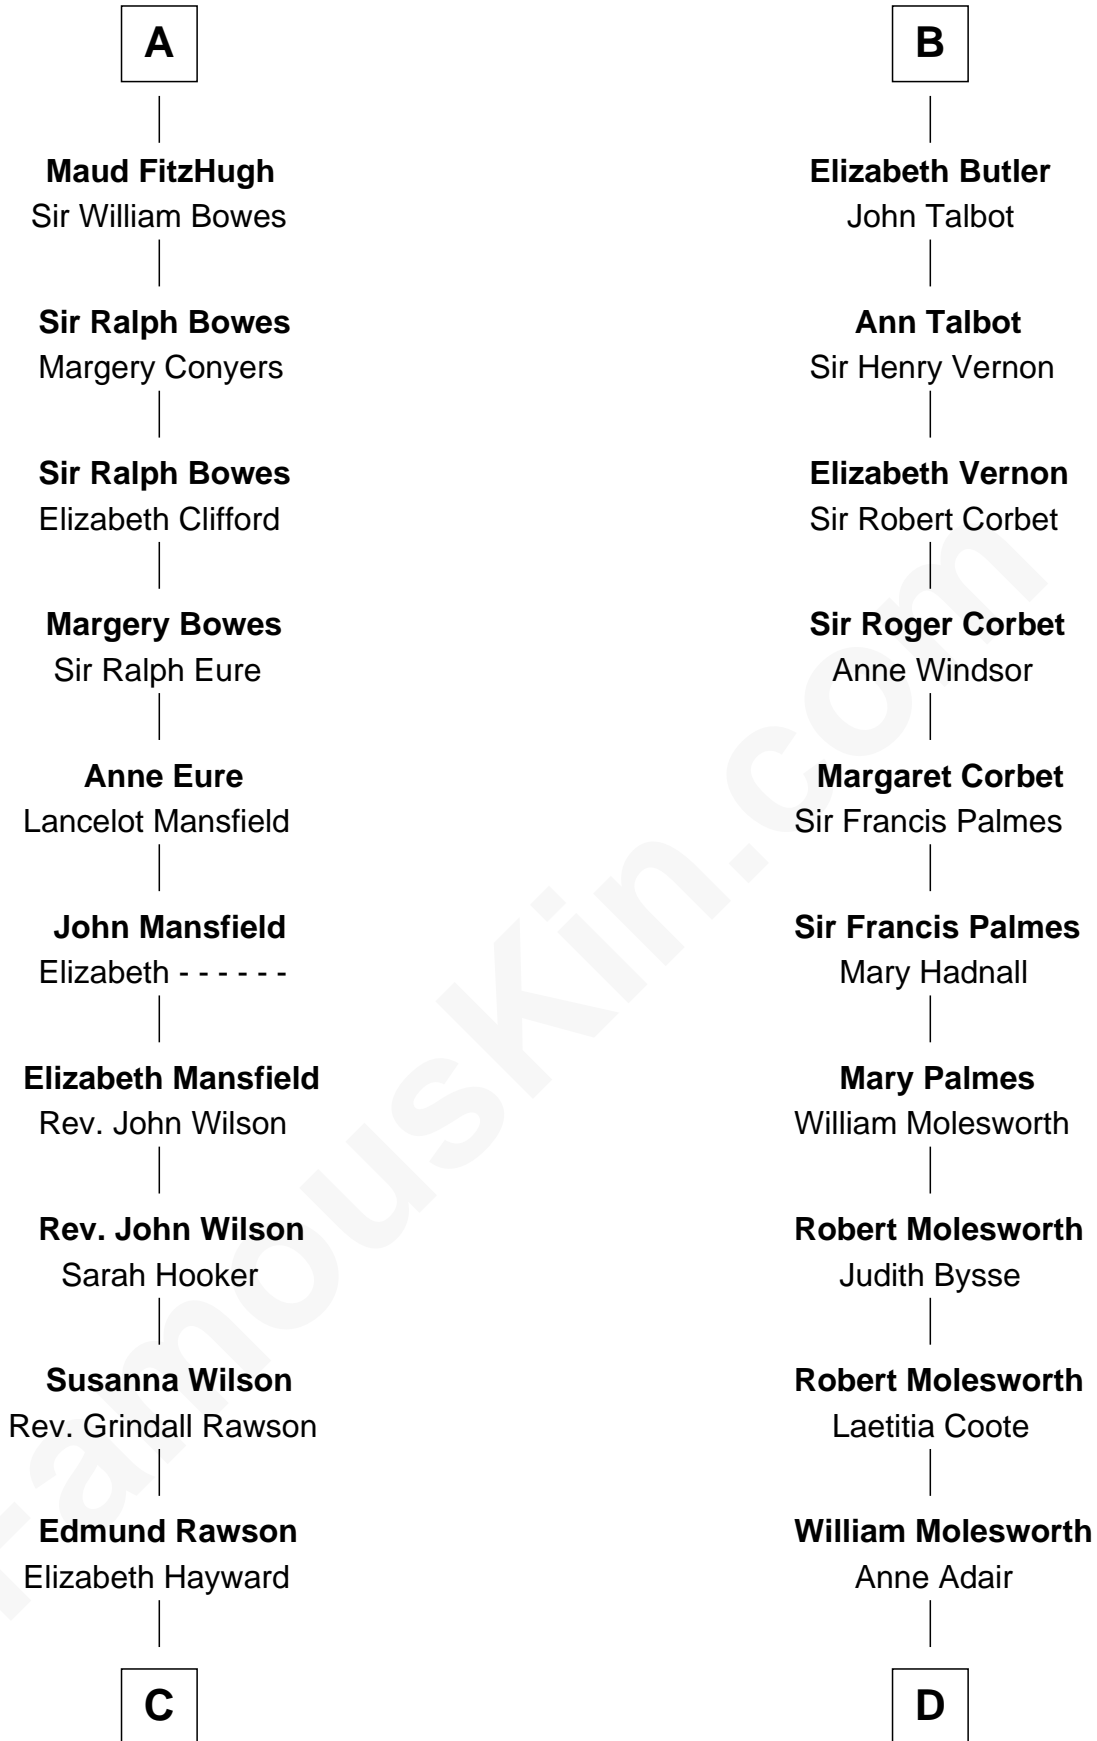 A
Maud FitzHugh
Sir William Bowes
Sir Ralph Bowes
Margery Conyers
Sir Ralph Bowes
Elizabeth Clifford
Margery Bowes
Sir Ralph Eure
Anne Eure
Lancelot Mansfield
John Mansfield
Elizabeth - - - - - -
Elizabeth Mansfield
Rev. John Wilson
Rev. John Wilson
Sarah Hooker
Susanna Wilson
Rev. Grindall Rawson
Edmund Rawson
Elizabeth Hayward
C
B
Elizabeth Butler
John Talbot
Ann Talbot
Sir Henry Vernon
Elizabeth Vernon
Sir Robert Corbet
Sir Roger Corbet
Anne Windsor
Margaret Corbet
Sir Francis Palmes
Sir Francis Palmes
Mary Hadnall
Mary Palmes
William Molesworth
Robert Molesworth
Judith Bysse
Robert Molesworth
Laetitia Coote
William Molesworth
Anne Adair
D
FamousKin.com